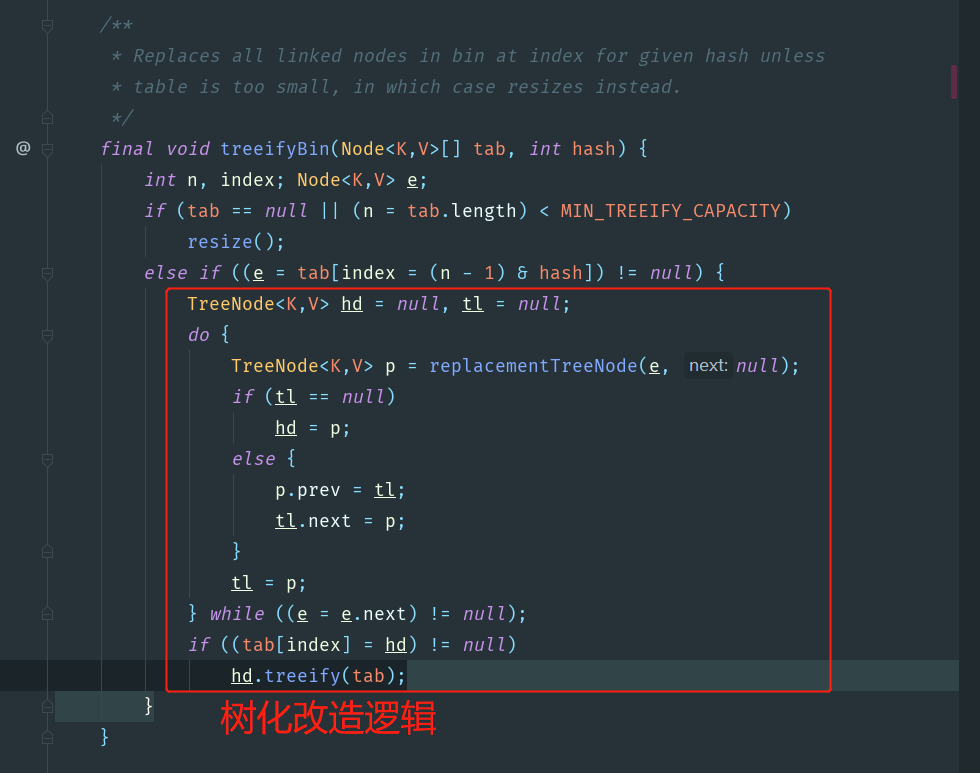 /**
* Replaces all linked nodes in bin at index for given hash unless
* table is too small, in which case resizes instead.
*/
@ final void treeifyBin(Node<K,V>[] tab, int hash) {
int n, index; Node<K,V> e;
if (tab == null || (n = tab.length) < MIN_TREEIFY_CAPACITY)
resize();
else if ((e = tab[index = (n - 1) & hash]) != null) {
TreeNode<K,V> hd = null, tl = null;
do {
TreeNode<K,V> p = replacementTreeNode(e, next: null);
if (tl == null)
hd = p;
else {
p.prev = tl;
tl.next = p;
}
tl = p;
} while ((e = e.next) != null);
if ((tab[index] = hd) != null)
hd.treeify(tab);
}
树化改造逻辑
}